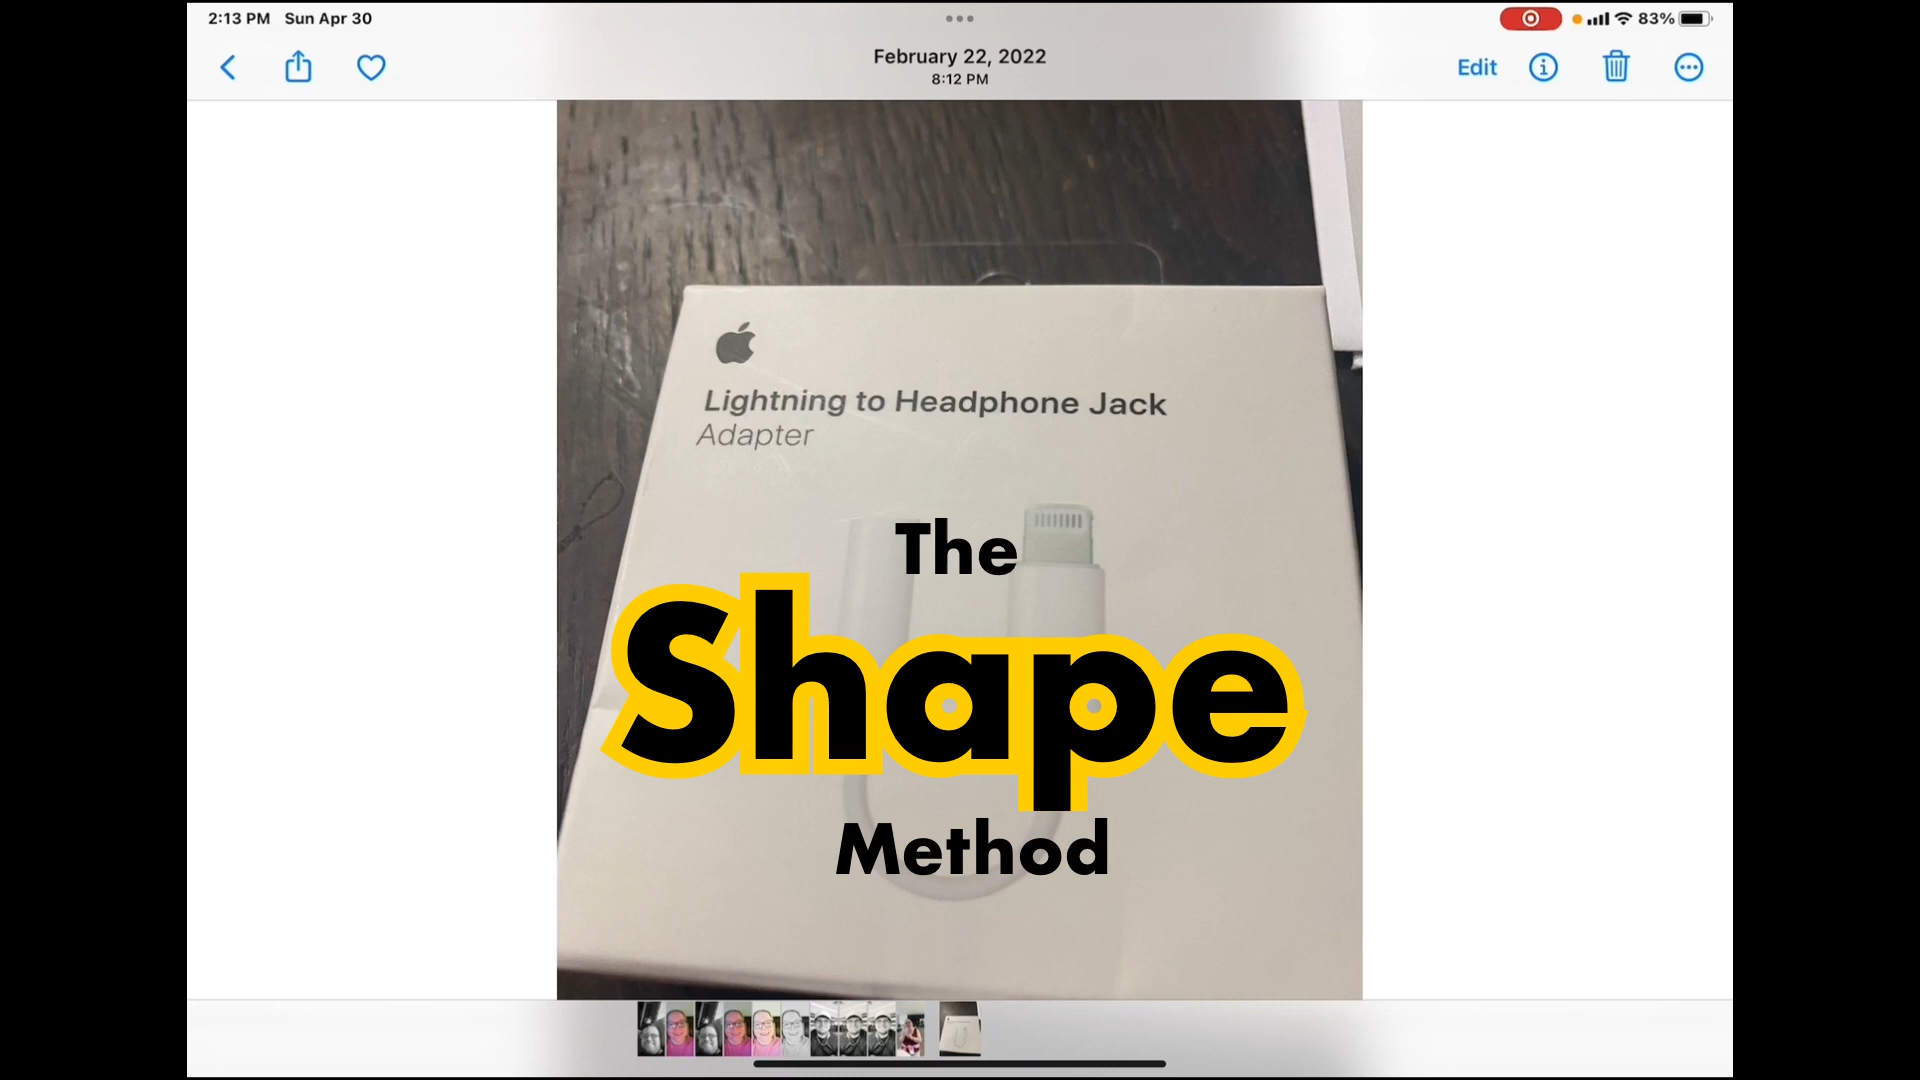 2:13 PM Sun Apr 30
83%
February 22, 2022
8:12 PM
Edit
Lightning to Headphone Jack
Adapter
The
Shape
Method